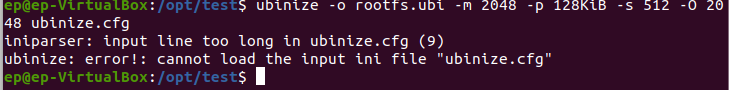 ep@ep-VirtualBox:/opt/test$ ubinize -o rootfs.ubi -m 2048 -p 128KiB -s 512 -O 20
48 ubinize.cfg
iniparser: input line too long in ubinize.cfg (9)
ubinize: error!: cannot load the input ini file "ubinize.cfg"
ep@ep-VirtualBox:/opt/test$